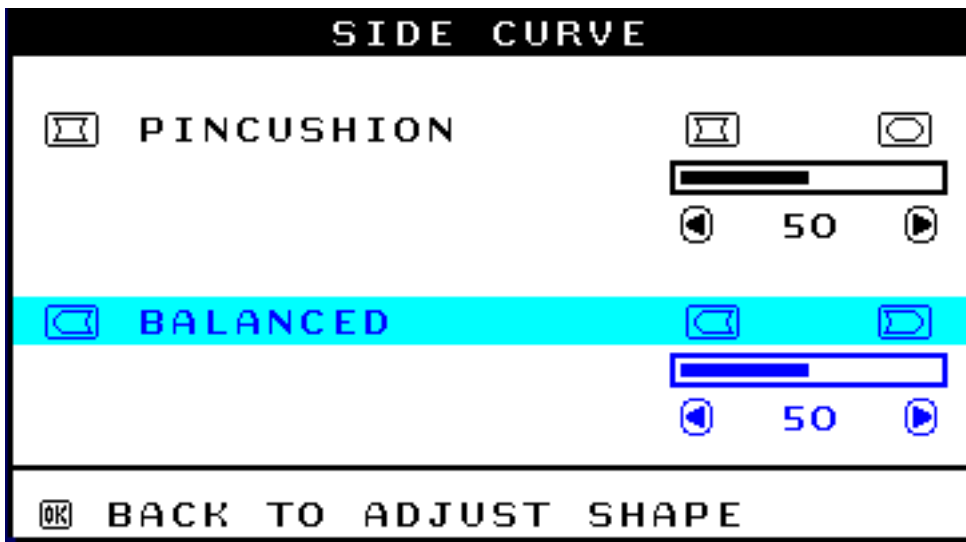 SIDE CURVE
PINCUSHION
50
BALANCED
50
OK BACK TO ADJUST SHAPE